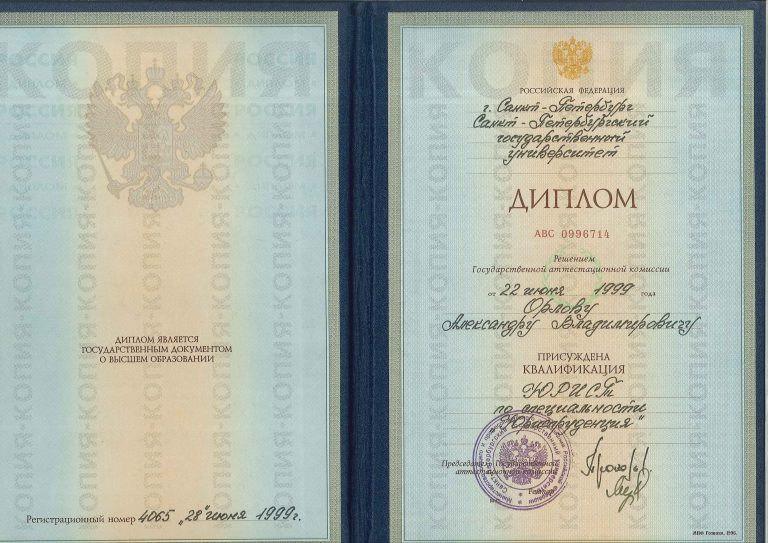 КОПИЯ
ДИПЛОМ ЯВЛЯЕТСЯ
ГОСУДАРСТВЕННЫМ ДОКУМЕНТОМ
О ВЫСШЕМ ОБРАЗОВАНИИ
Регистрационный номер 4065 „28" июня 1999 г.
КОПИЯ
РОССИЙСКАЯ ФЕДЕРАЦИЯ
г. Санкт-Петербург
Санкт-Петербургский
государственный
университет
ДИПЛОМ
АВС 0996714
Решением
Государственной аттестационной комиссии
от 22 июня 1999 года
Орлову
Александру Владимировичу
ПРИСУЖДЕНА
КВАЛИФИКАЦИЯ
ЮРИСТ
по специальности
"Юриспруденция"
Председатель Государственной
аттестационной комиссии